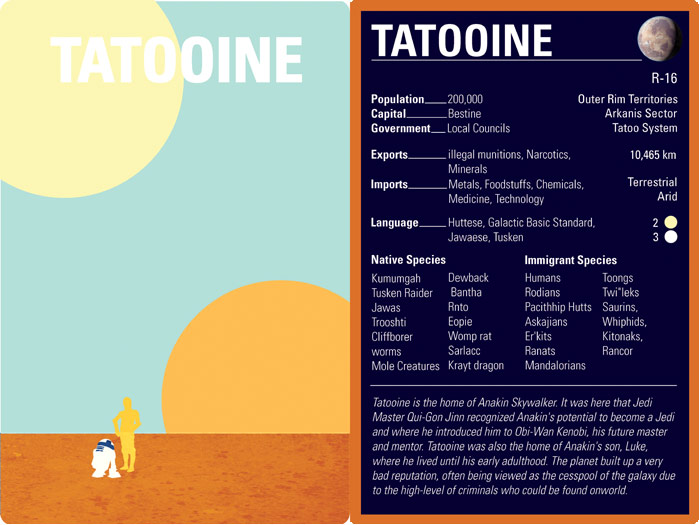 TATOOINE
TATOOINE
R-16
Population 200,000
Capital Bestine
Government Local Councils
Outer Rim Territories
Arkanis Sector
Tatoo System
Exports illegal munitions, Narcotics,
Minerals
10,465 km
Imports Metals, Foodstuffs, Chemicals,
Medicine, Technology
Terrestrial
Arid
Language Huttese, Galactic Basic Standard,
Jawaese, Tusken
2
3
Native Species
Kumumgah
Tusken Raider
Jawas
Trooshti
Cliffborer
worms
Mole Creatures
Dewback
Bantha
Rnto
Eopie
Womp rat
Sarlacc
Krayt dragon
Immigrant Species
Humans
Rodians
Pacithhip Hutts
Askajians
Er'kits
Ranats
Mandalorians
Toongs
Twi"leks
Saurins,
Whiphids,
Kitonaks,
Rancor
Tatooine is the home of Anakin Skywalker. It was here that Jedi
Master Qui-Gon Jinn recognized Anakin's potential to become a Jedi
and where he introduced him to Obi-Wan Kenobi, his future master
and mentor. Tatooine was also the home of Anakin's son, Luke,
where he lived until his early adulthood. The planet built up a very
bad reputation, often being viewed as the cesspool of the galaxy due
to the high-level of criminals who could be found onworld.